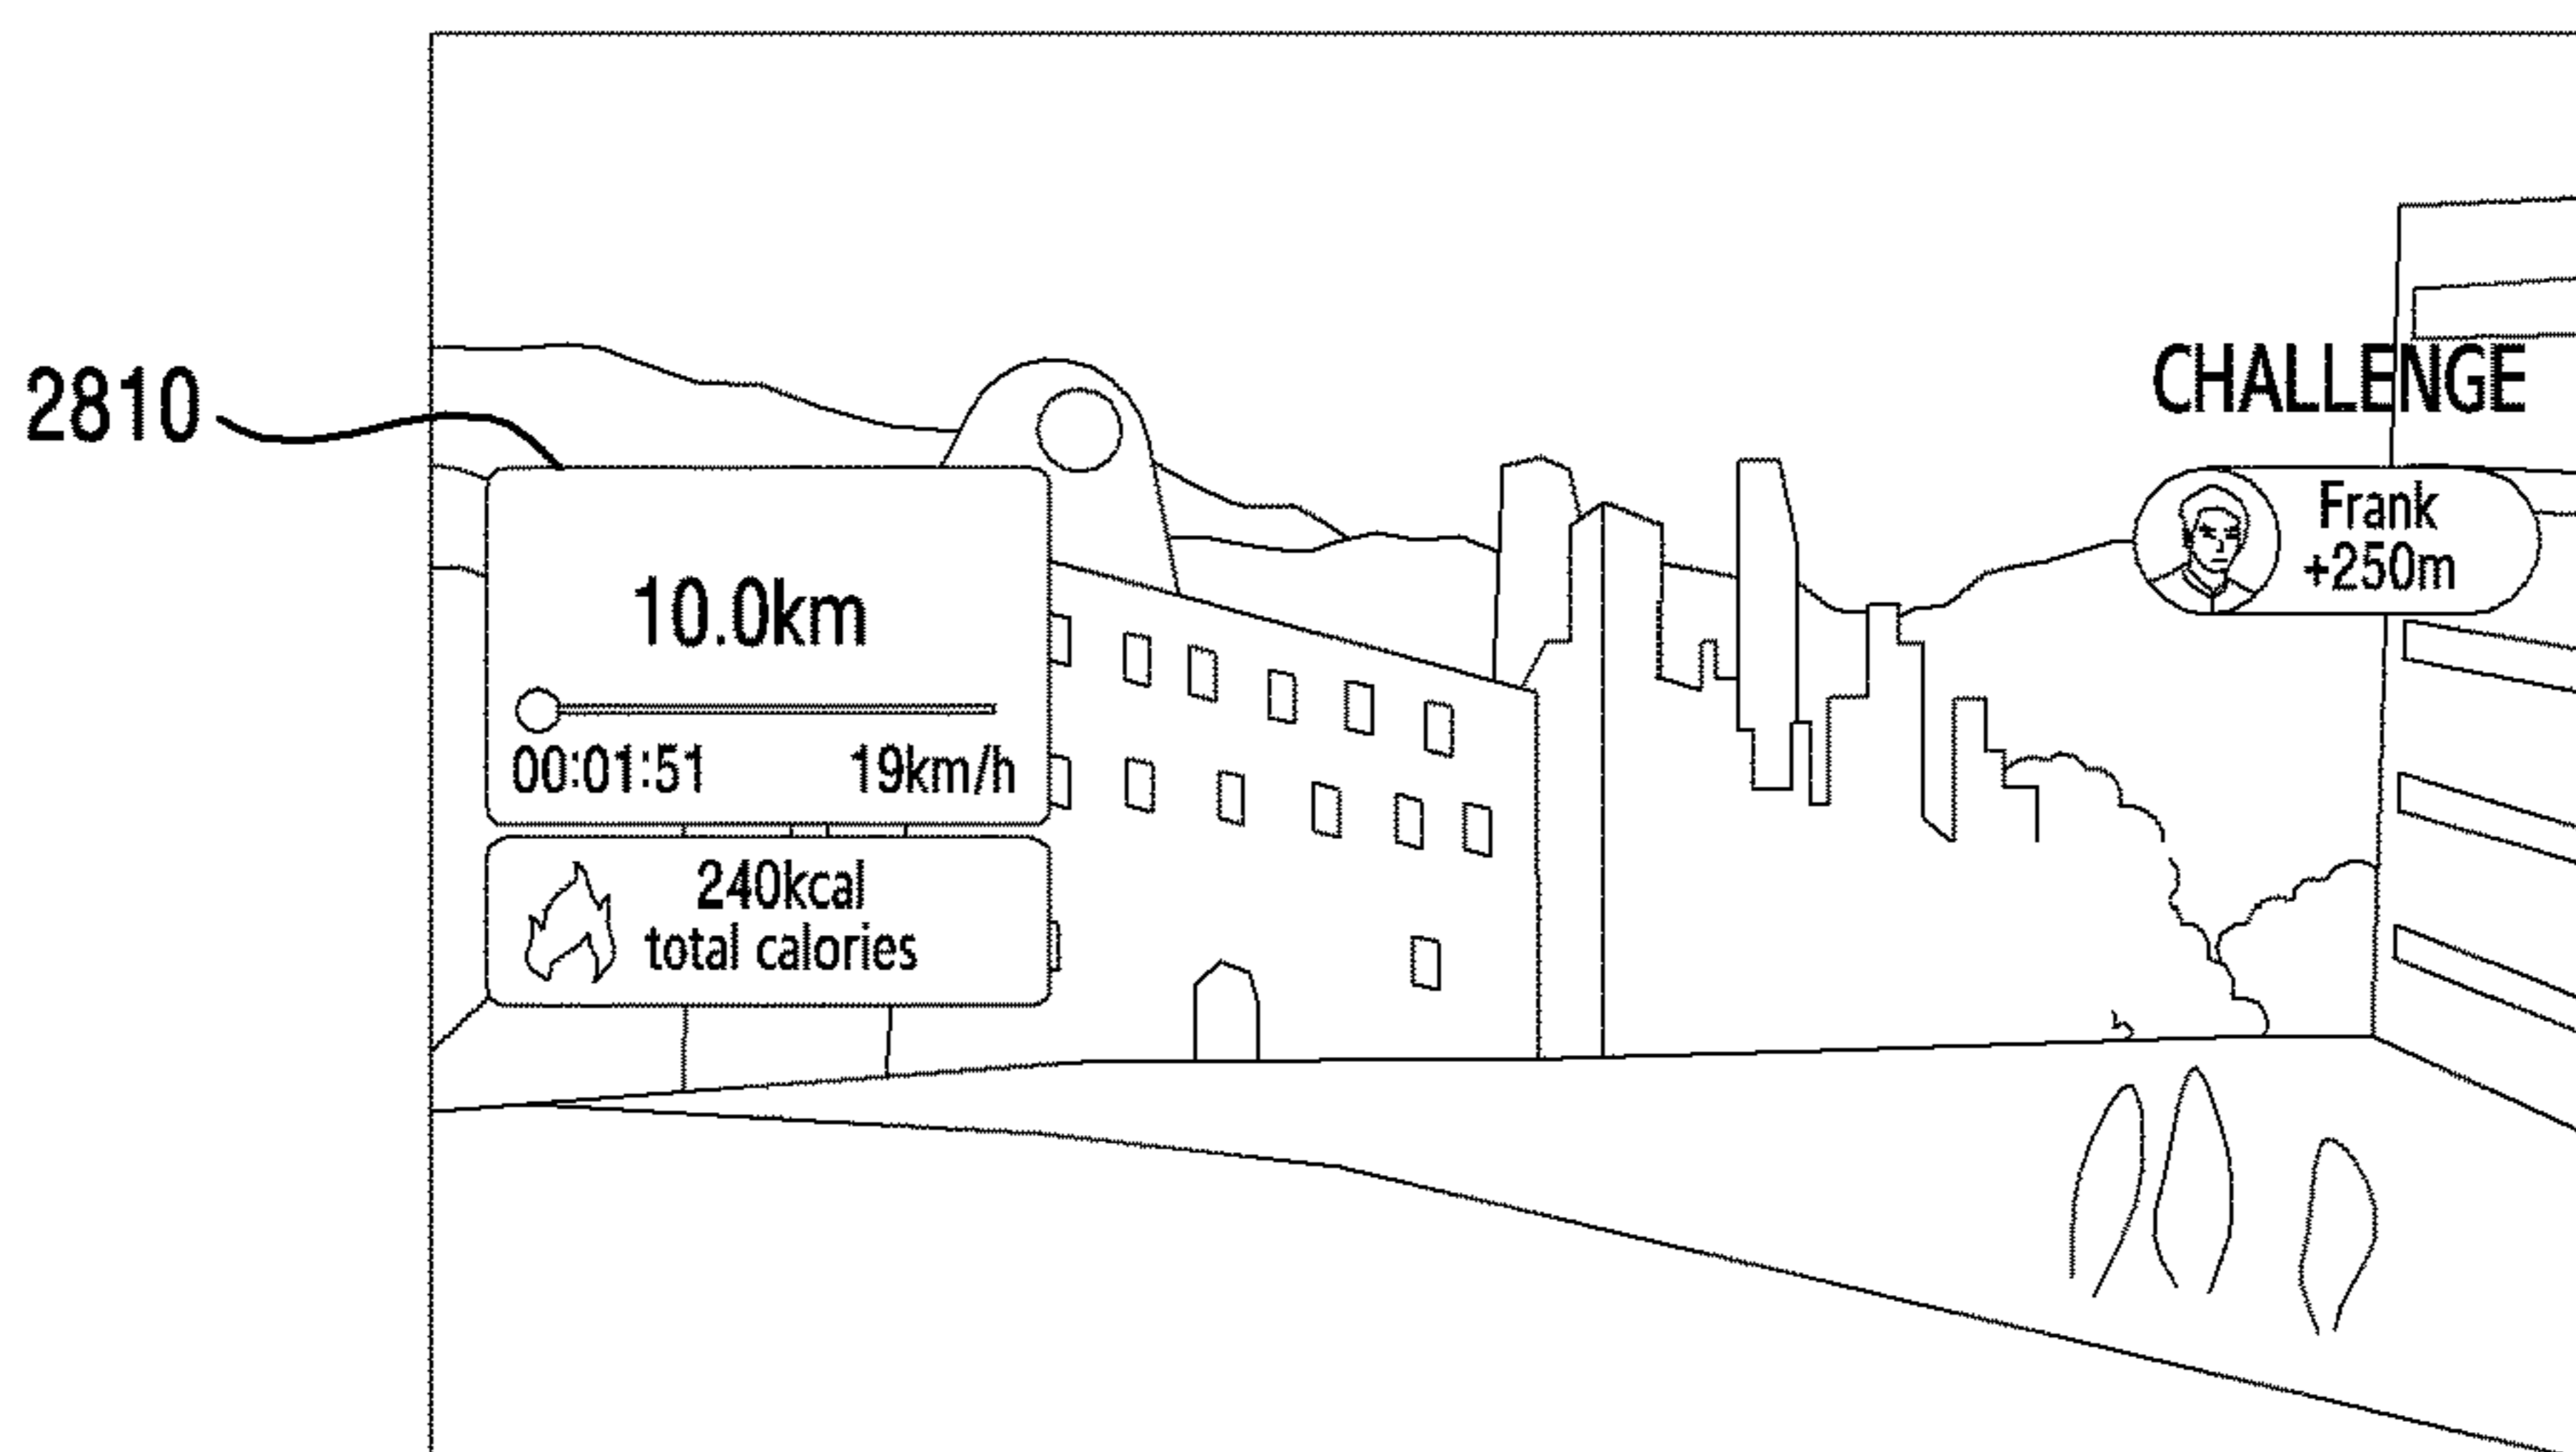 2810
10.0km
00:01:51 19km/h
240kcal
total calories
CHALLENGE
Frank
+250m